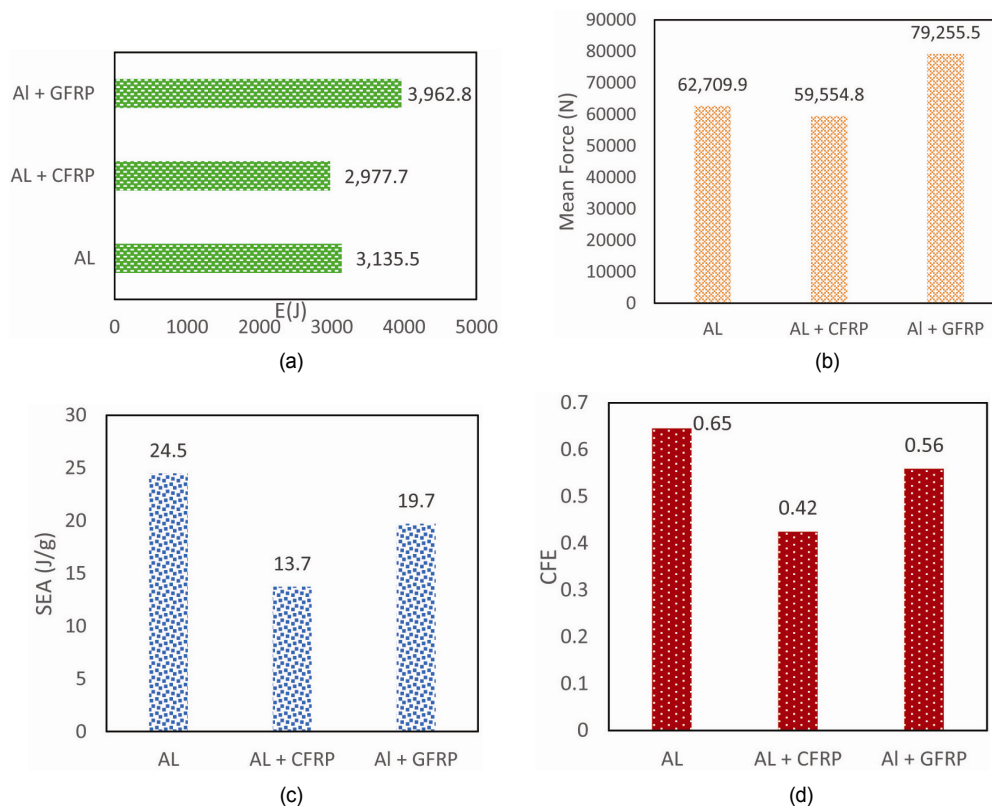 Al + GFRP
3,962.8
AL + CFRP
2,977.7
AL
3,135.5
E(J)
0 1000 2000 3000 4000 5000
(a)
90000
80000
70000
60000
50000
40000
30000
20000
10000
0
Mean Force (N)
62,709.9
59,554.8
79,255.5
AL AL + CFRP Al + GFRP
(b)
30
25
20
15
10
5
0
SEA (J/g)
24.5
13.7
19.7
AL AL + CFRP Al + GFRP
(c)
0.7
0.6
0.5
0.4
0.3
0.2
0.1
0
CFE
0.65
0.42
0.56
AL AL + CFRP Al + GFRP
(d)